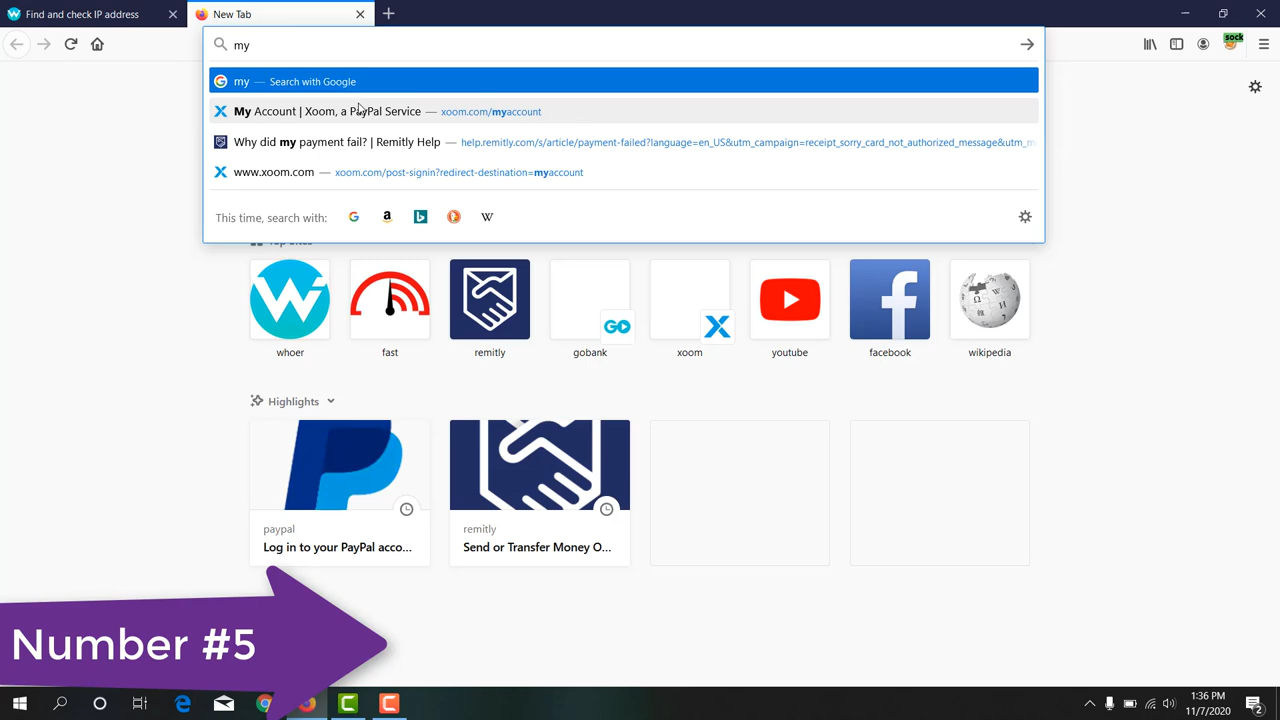 Find and check IP address
New Tab
my
sock
my — Search with Google
My Account | Xoom, a PayPal Service — xoom.com/myaccount
Why did my payment fail? | Remitly Help — help.remitly.com/s/article/payment-failed?language=en_US&utm_campaign=receipt_sorry_card_not_authorized_message&utm_m
www.xoom.com — xoom.com/post-signin?redirect-destination=myaccount
This time, search with:
Top Sites
whoer fast remitly gobank xoom youtube facebook wikipedia
Highlights
paypal
Log in to your PayPal acco...
remitly
Send or Transfer Money O...
Number #5
1:36 PM
11/7/2020